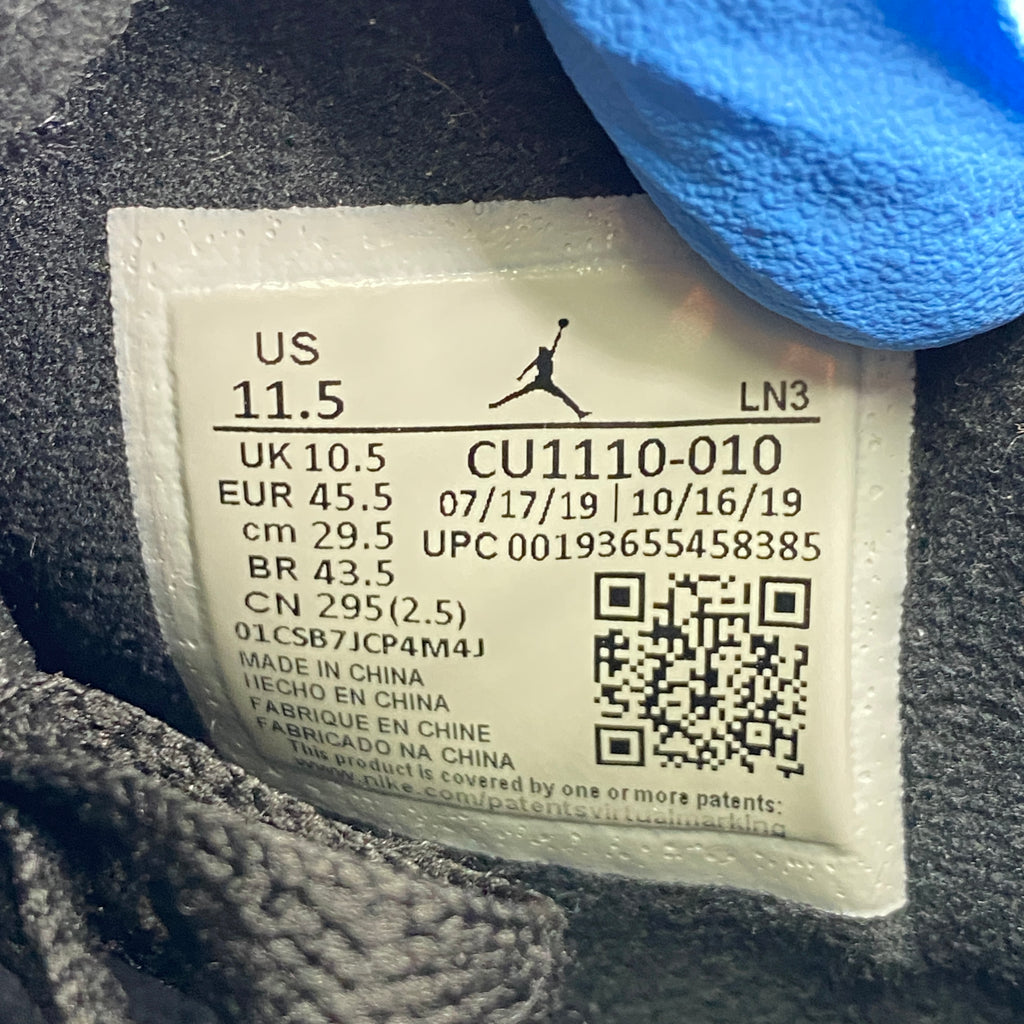 US
11.5
LN3
UK 10.5
EUR 45.5
cm 29.5
BR 43.5
CN 295(2.5)
CU1110-010
07/17/19 | 10/16/19
UPC 00193655458385
01CSB7JCP4M4J
MADE IN CHINA
HECHO EN CHINA
FABRIQUE EN CHINE
FABRICADO NA CHINA
This product is covered by one or more patents:
www.nike.com/patentsvirtualmarking